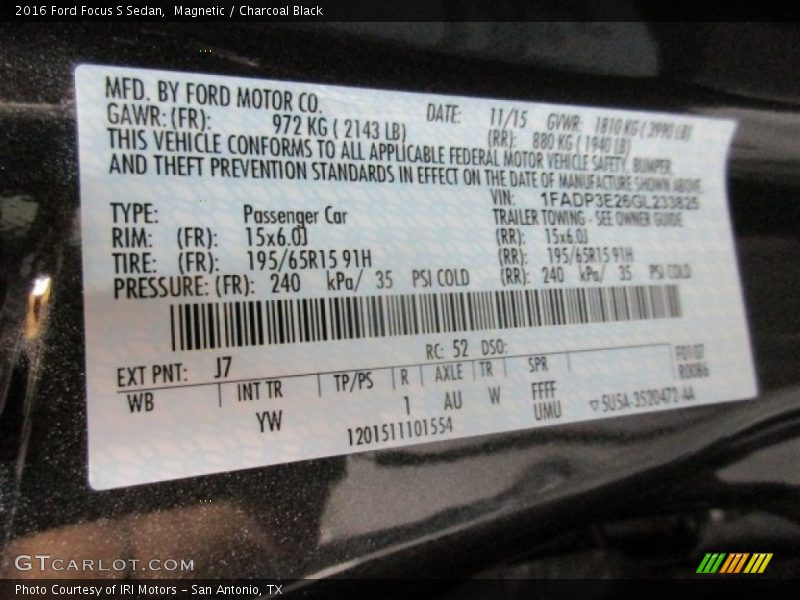 2016 Ford Focus S Sedan, Magnetic / Charcoal Black
MFD. BY FORD MOTOR CO. DATE: 11/15 GVWR: 1810 KG ( 3990 LB)
GAWR: (FR): 972 KG ( 2143 LB) (RR): 880 KG ( 1940 LB)
THIS VEHICLE CONFORMS TO ALL APPLICABLE FEDERAL MOTOR VEHICLE SAFETY, BUMPER,
AND THEFT PREVENTION STANDARDS IN EFFECT ON THE DATE OF MANUFACTURE SHOWN ABOVE.
VIN: 1FADP3E26GL233825
TYPE: Passenger Car TRAILER TOWING - SEE OWNER GUIDE
RIM: (FR): 15x6.0J (RR): 15x6.0J
TIRE: (FR): 195/65R15 91H (RR): 195/65R15 91H
PRESSURE: (FR): 240 kPa/ 35 PSI COLD (RR): 240 kPa/ 35 PSI COLD
EXT PNT: J7 RC: 52 DSO: F0107
WB INT TR TP/PS R AXLE TR SPR R0086
YW 1 AU W FFFF
UMU
1201511101554 ▽5U5A-3520472-AA
GTCARLOT.COM
Photo Courtesy of IRI Motors - San Antonio, TX